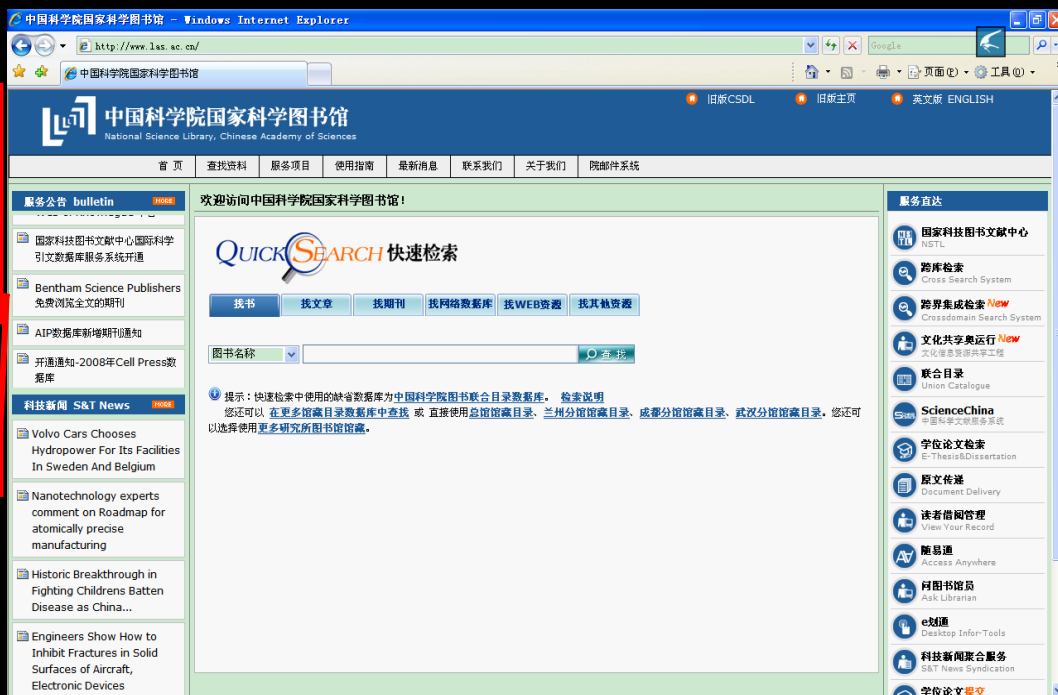 中国科学院国家科学图书馆 - Windows Internet Explorer
http://www.las.ac.cn/
Google
中国科学院国家科学图书馆
页面(P)
工具(O)
旧版CSDL
旧版主页
英文版 ENGLISH
中国科学院国家科学图书馆
National Science Library, Chinese Academy of Sciences
首 页
查找资料
服务项目
使用指南
最新消息
联系我们
关于我们
院邮件系统
服务公告 bulletin
MORE
国家科技图书文献中心国际科学
引文数据库服务系统开通
Bentham Science Publishers
免费浏览全文的期刊
AIP数据库新增期刊通知
开通通知-2008年Cell Press数
据库
科技新闻 S&T News
MORE
Volvo Cars Chooses
Hydropower For Its Facilities
In Sweden And Belgium
Nanotechnology experts
comment on Roadmap for
atomically precise
manufacturing
Historic Breakthrough in
Fighting Childrens Batten
Disease as China...
Engineers Show How to
Inhibit Fractures in Solid
Surfaces of Aircraft,
Electronic Devices
欢迎访问中国科学院国家科学图书馆!
QUICK SEARCH 快速检索
找书
找文章
找期刊
找网络数据库
找WEB资源
找其他资源
图书名称
查 找
提示:快速检索中使用的缺省数据库为中国科学院图书联合目录数据库。 检索说明
您还可以 在更多馆藏目录数据库中查找 或 直接使用总馆馆藏目录、兰州分馆馆藏目录、成都分馆馆藏目录、武汉分馆馆藏目录。您还可
以选择使用更多研究所图书馆馆藏。
服务直达
国家科技图书文献中心
NSTL
跨库检索
Cross Search System
跨界集成检索 New
Crossdomain Search System
文化共享奥运行 New
文化信息资源共享工程
联合目录
Union Catalogue
ScienceChina
中国科学文献服务系统
学位论文检索
E-Thesis&Dissertation
原文传递
Document Delivery
读者借阅管理
View Your Record
随易通
Access Anywhere
问图书馆员
Ask Librarian
e划通
Desktop Infor-Tools
科技新闻聚合服务
S&T News Syndication
学位论文提交